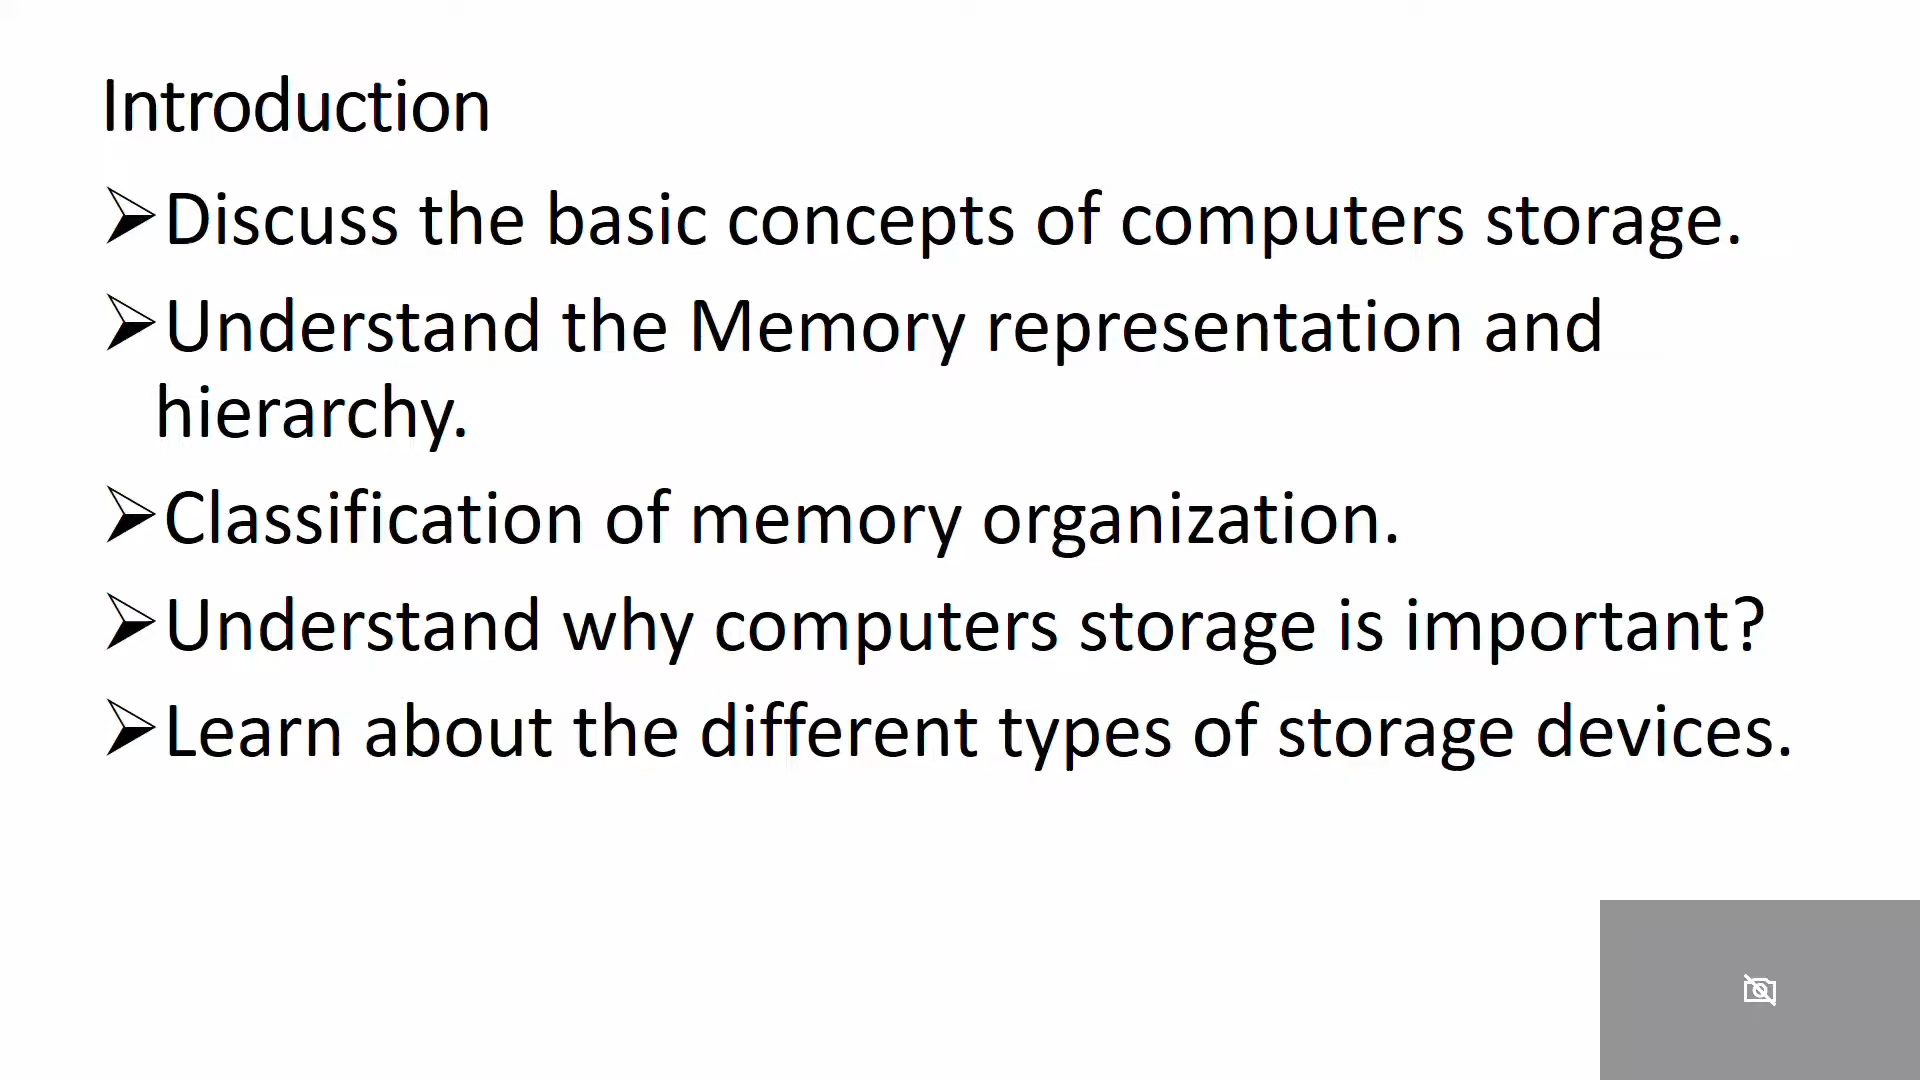 Introduction
➢Discuss the basic concepts of computers storage.
➢Understand the Memory representation and
hierarchy.
➢Classification of memory organization.
➢Understand why computers storage is important?
➢Learn about the different types of storage devices.